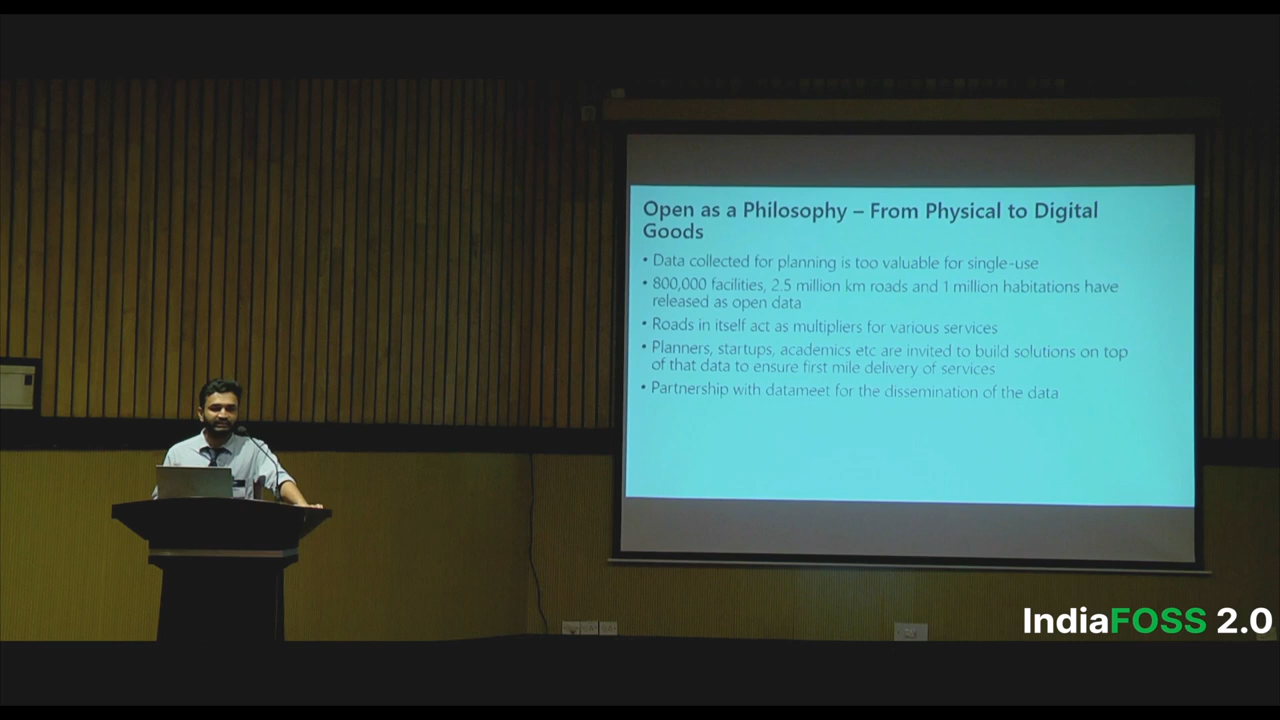 Open as a Philosophy – From Physical to Digital
Goods
• Data collected for planning is too valuable for single-use
• 800,000 facilities, 2.5 million km roads and 1 million habitations have
released as open data
• Roads in itself act as multipliers for various services
• Planners, startups, academics etc are invited to build solutions on top
of that data to ensure first mile delivery of services
• Partnership with datameet for the dissemination of the data
IndiaFOSS 2.0